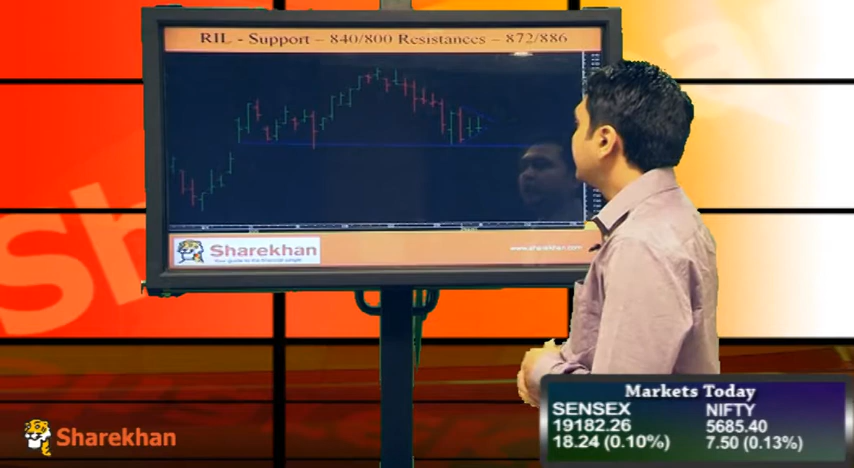 RIL - Support – 840/800 Resistances – 872/886
Sharekhan
Your guide to the financial jungle
www.sharekhan.com
Sh
Sharekhan
Markets Today
SENSEX NIFTY
19182.26 5685.40
18.24 (0.10%) 7.50 (0.13%)